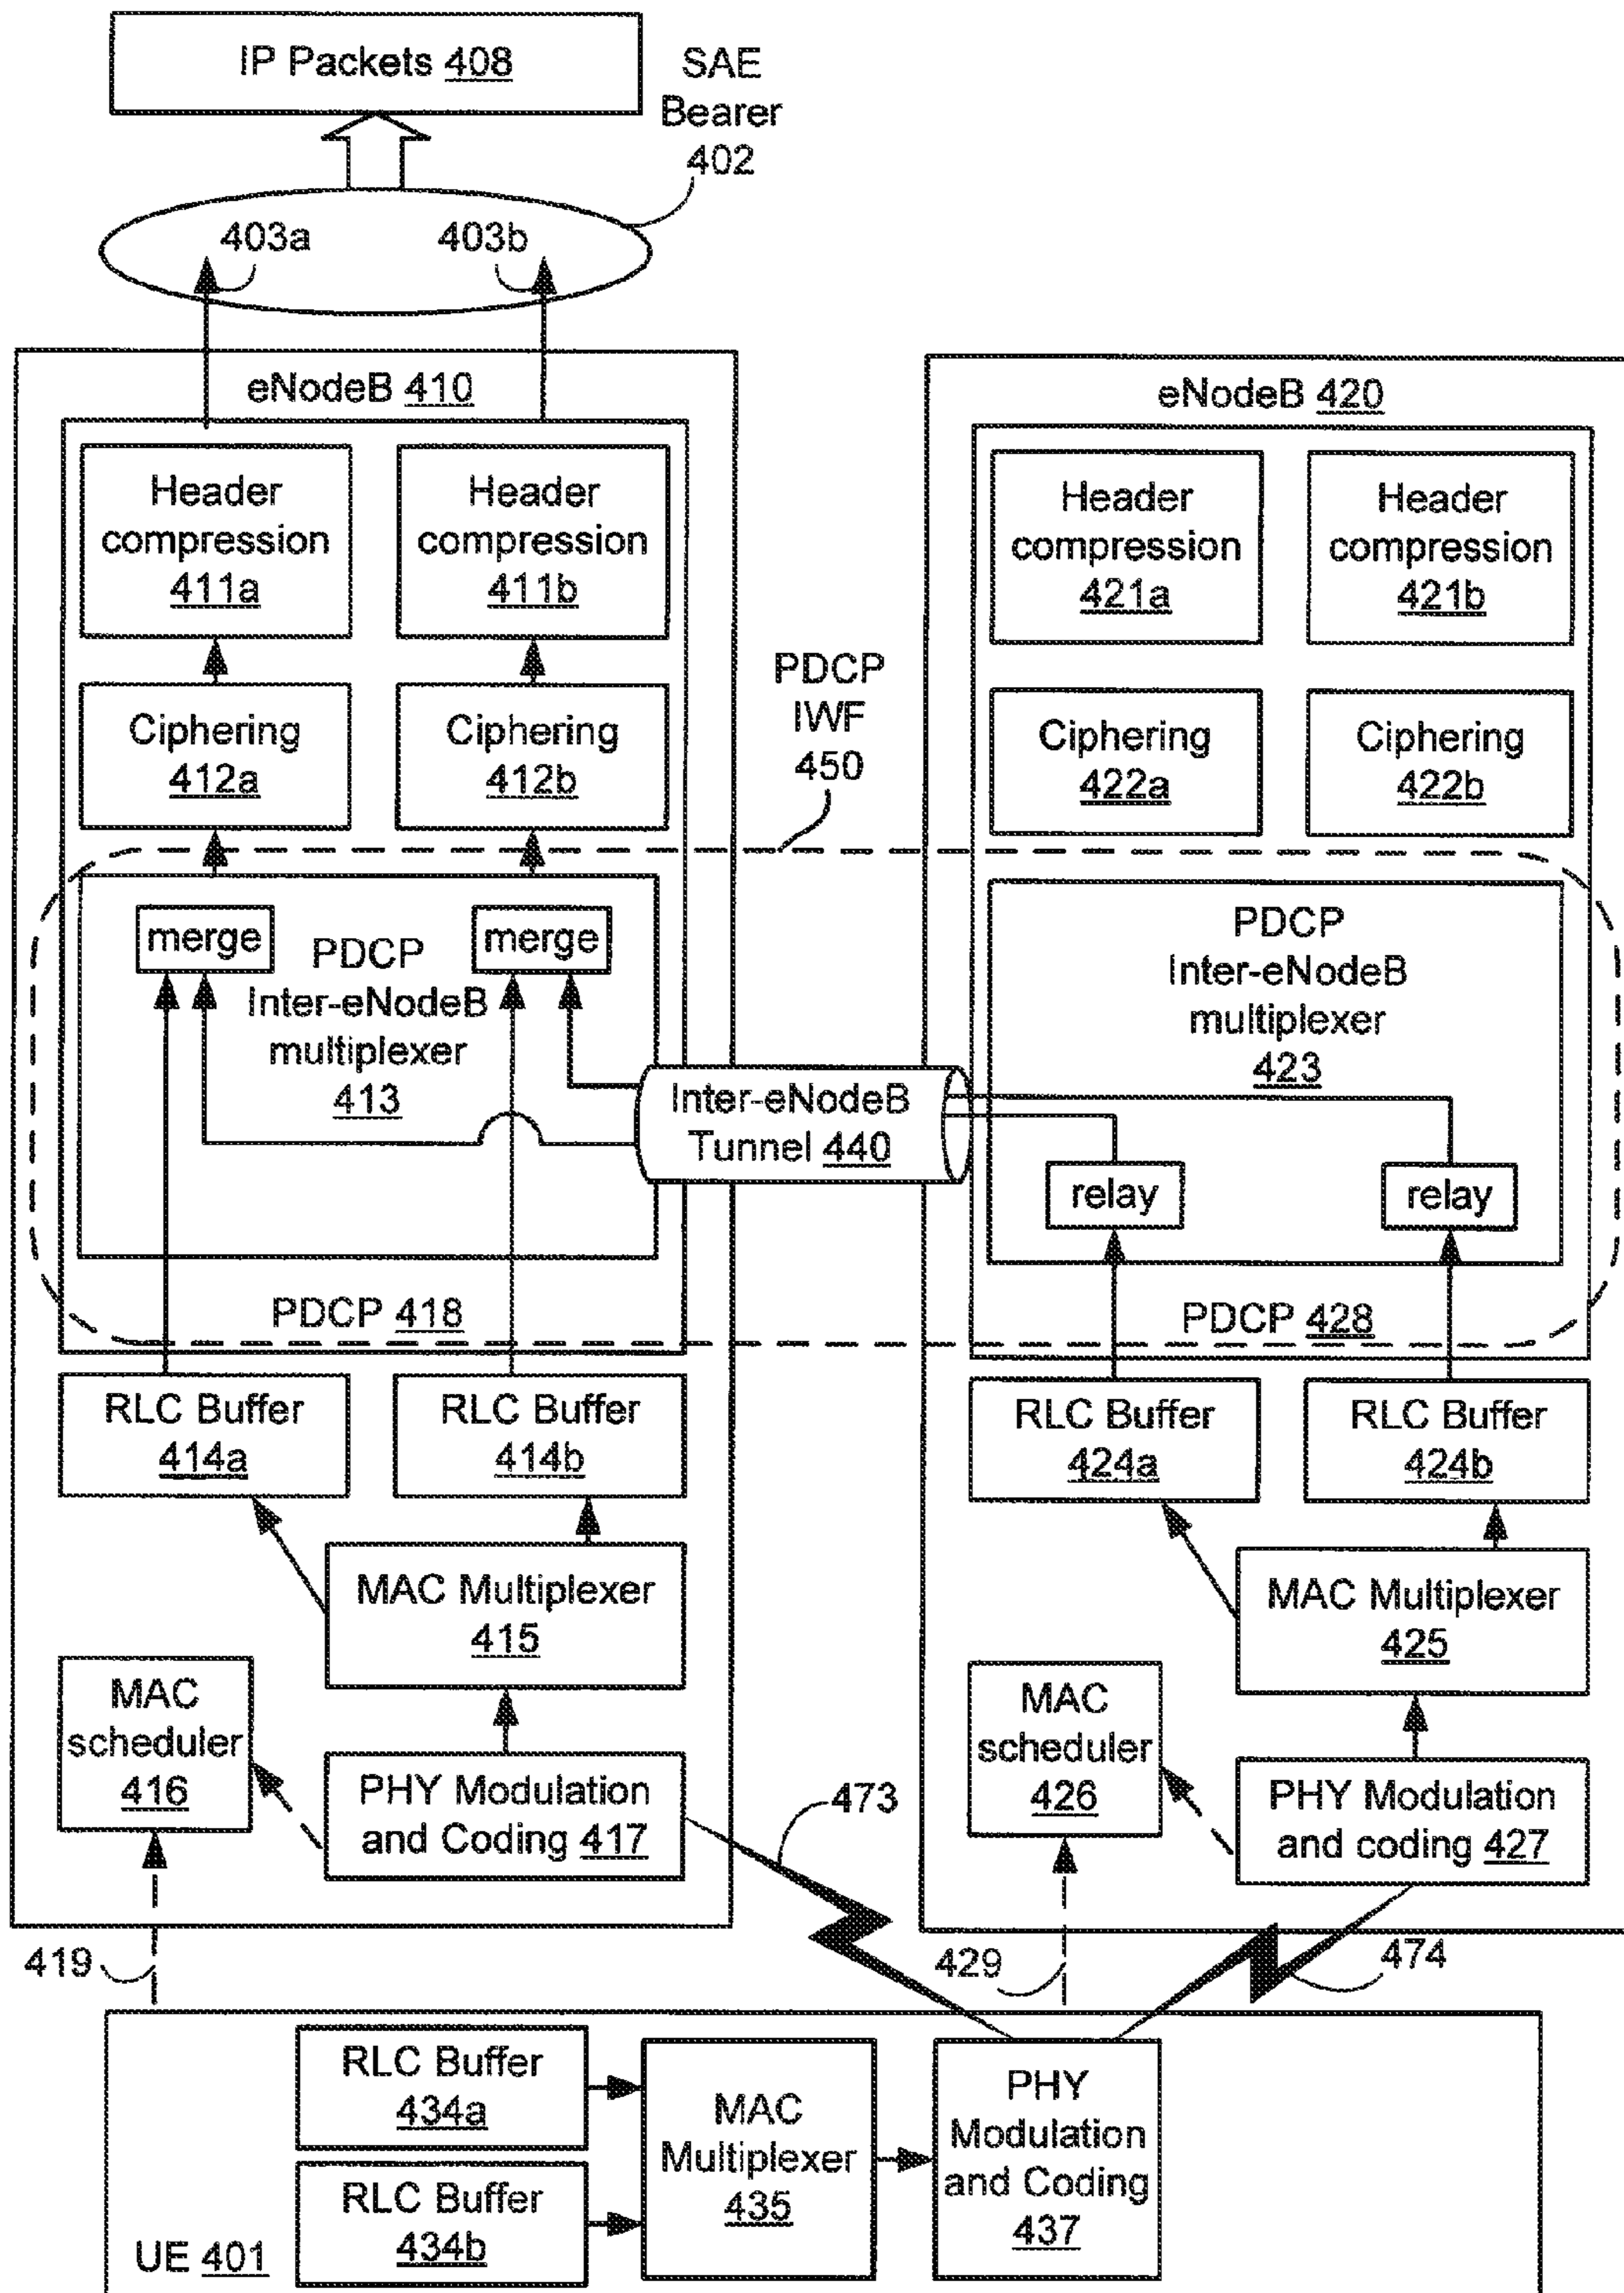 IP Packets 408
SAE
Bearer
402
403a
403b
eNodeB 410
Header
compression
411a
Header
compression
411b
Ciphering
412a
Ciphering
412b
merge
merge
PDCP
Inter-eNodeB
multiplexer
413
PDCP 418
RLC Buffer
414a
RLC Buffer
414b
MAC Multiplexer
415
MAC
scheduler
416
PHY Modulation
and Coding 417
419
PDCP
IWF
450
Inter-eNodeB
Tunnel 440
eNodeB 420
Header
compression
421a
Header
compression
421b
Ciphering
422a
Ciphering
422b
PDCP
Inter-eNodeB
multiplexer
423
relay
relay
PDCP 428
RLC Buffer
424a
RLC Buffer
424b
MAC Multiplexer
425
MAC
scheduler
426
PHY Modulation
and coding 427
473
429
474
RLC Buffer
434a
RLC Buffer
434b
MAC
Multiplexer
435
PHY
Modulation
and Coding
437
UE 401